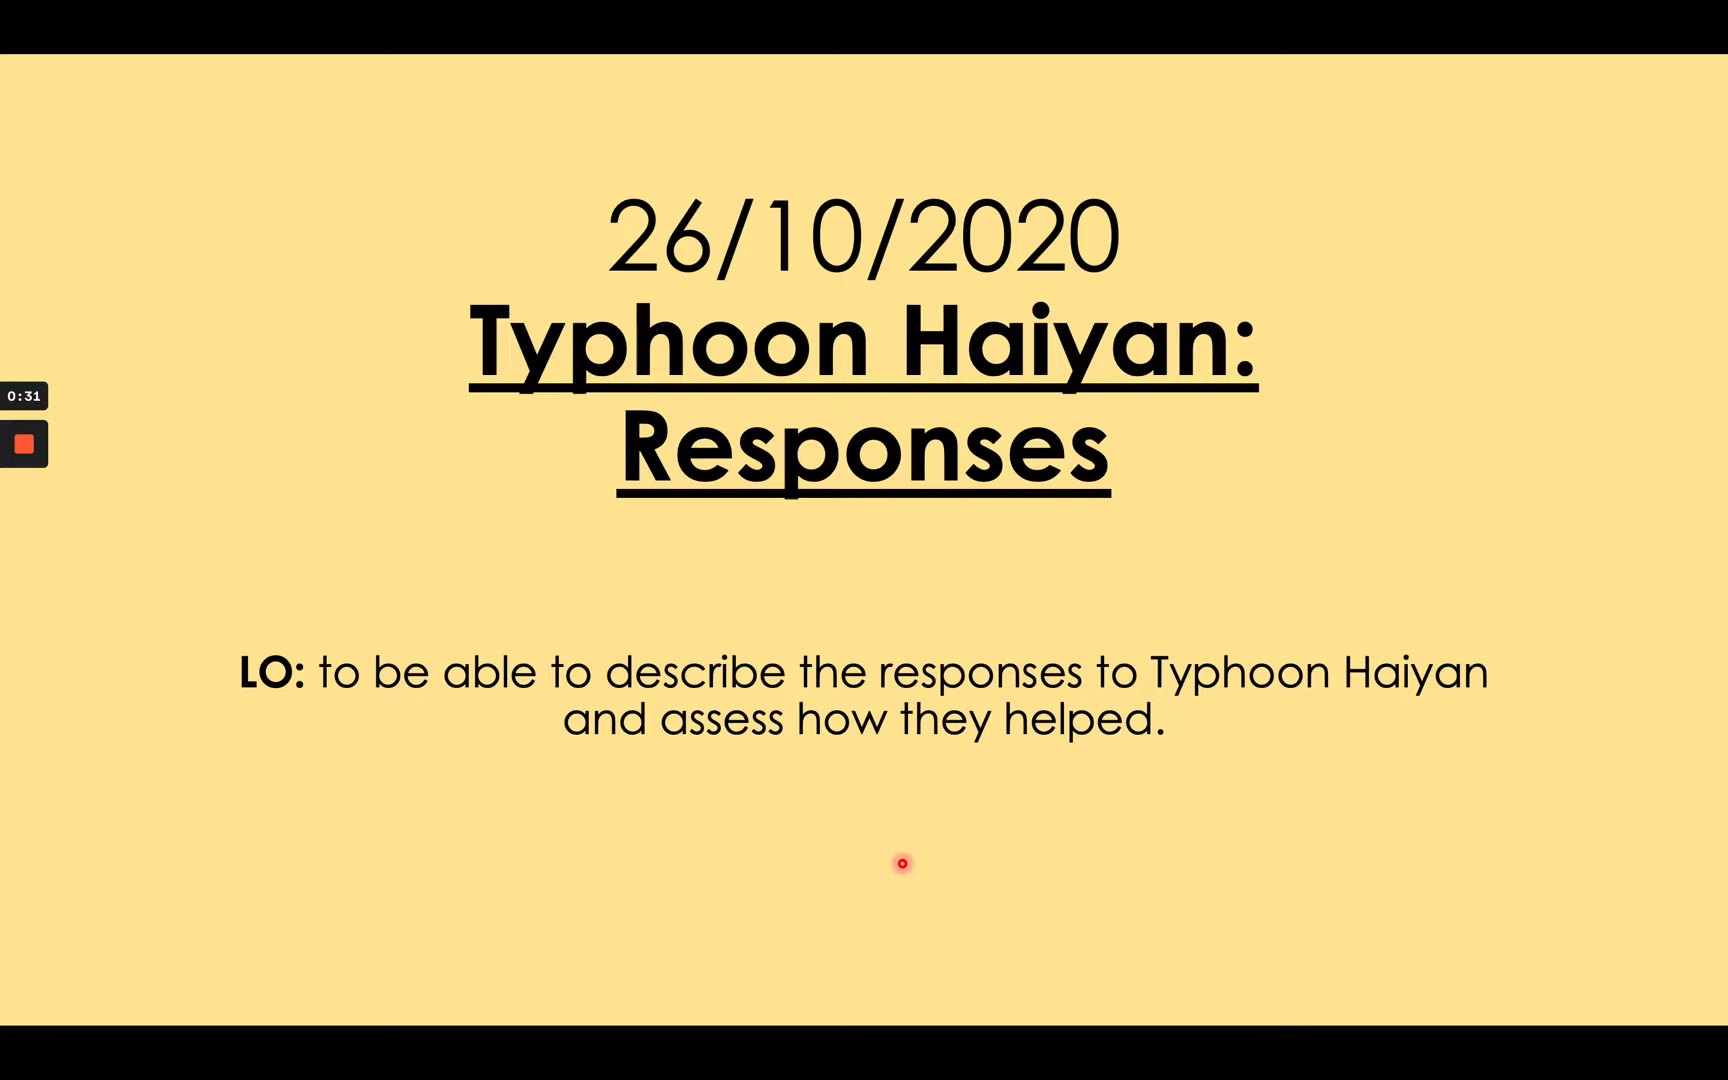 26/10/2020
Typhoon Haiyan:
Responses
0:31
LO: to be able to describe the responses to Typhoon Haiyan
and assess how they helped.